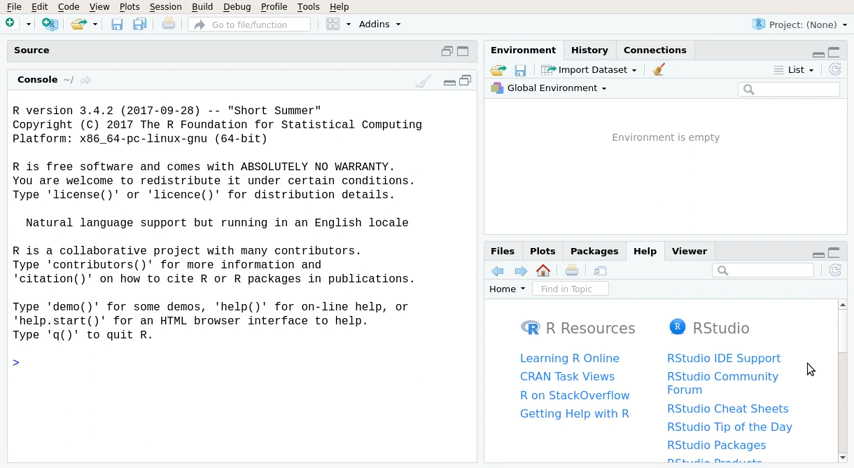 File Edit Code View Plots Session Build Debug Profile Tools Help
Go to file/function Addins Project: (None)
Source
Console ~/
R version 3.4.2 (2017-09-28) -- "Short Summer"
Copyright (C) 2017 The R Foundation for Statistical Computing
Platform: x86_64-pc-linux-gnu (64-bit)
R is free software and comes with ABSOLUTELY NO WARRANTY.
You are welcome to redistribute it under certain conditions.
Type 'license()' or 'licence()' for distribution details.
Natural language support but running in an English locale
R is a collaborative project with many contributors.
Type 'contributors()' for more information and
'citation()' on how to cite R or R packages in publications.
Type 'demo()' for some demos, 'help()' for on-line help, or
'help.start()' for an HTML browser interface to help.
Type 'q()' to quit R.
>
Environment History Connections
Import Dataset List
Global Environment
Environment is empty
Files Plots Packages Help Viewer
Home Find in Topic
R Resources
Learning R Online
CRAN Task Views
R on StackOverflow
Getting Help with R
RStudio
RStudio IDE Support
RStudio Community
Forum
RStudio Cheat Sheets
RStudio Tip of the Day
RStudio Packages
RStudio Products